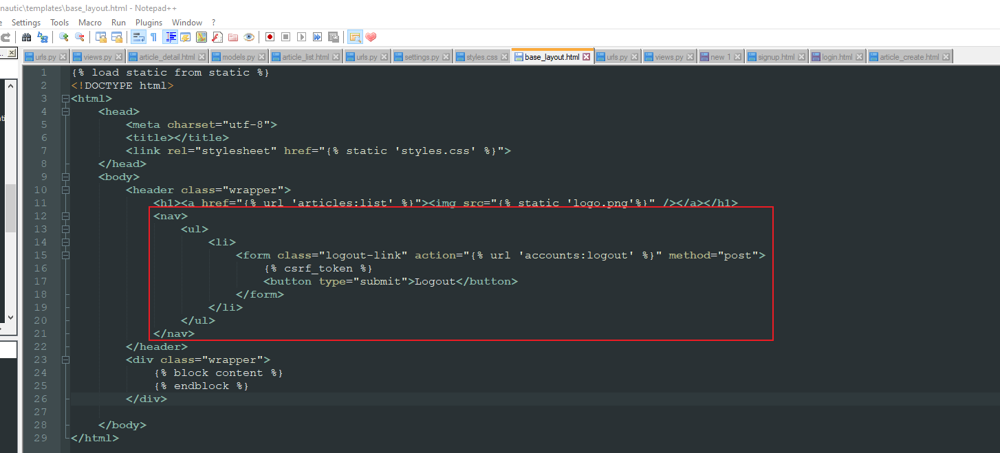 nautic\templates\base_layout.html - Notepad++
Settings Tools Macro Run Plugins Window ?
urls.py views.py article_detail.html models.py article_list.html urls.py settings.py styles.css base_layout.html urls.py views.py new 1 signup.html login.html article_create.html
1 {% load static from static %}
2 <!DOCTYPE html>
3 <html>
4 <head>
5 <meta charset="utf-8">
6 <title></title>
7 <link rel="stylesheet" href="{% static 'styles.css' %}">
8 </head>
9 <body>
10 <header class="wrapper">
11 <h1><a href="{% url 'articles:list' %}"><img src="{% static 'logo.png'%}" /></a></h1>
12 <nav>
13 <ul>
14 <li>
15 <form class="logout-link" action="{% url 'accounts:logout' %}" method="post">
16 {% csrf_token %}
17 <button type="submit">Logout</button>
18 </form>
19 </li>
20 </ul>
21 </nav>
22 </header>
23 <div class="wrapper">
24 {% block content %}
25 {% endblock %}
26 </div>
27
28 </body>
29 </html>